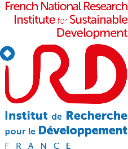 French National Research
Institute for Sustainable
Development
IRD
Institut de Recherche
pour le Développement
FRANCE